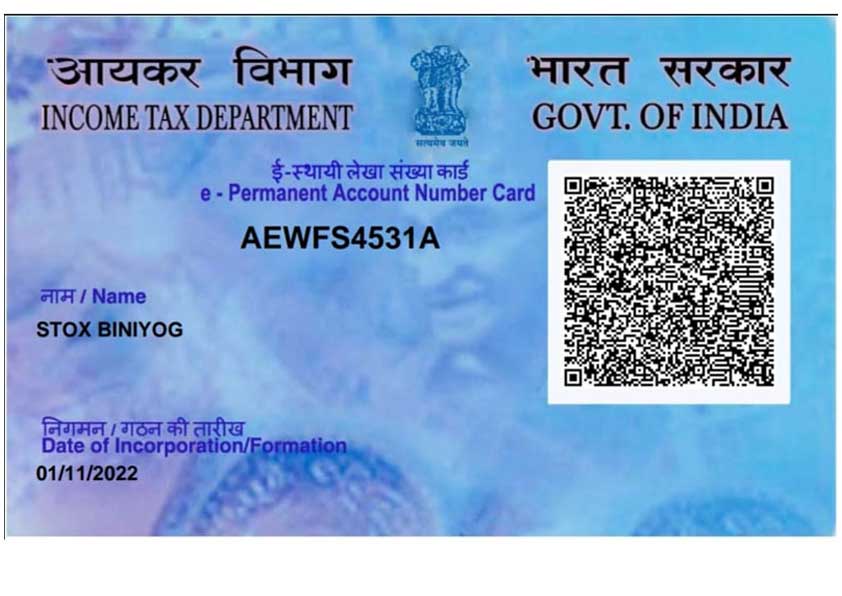 आयकर विभाग
भारत सरकार
INCOME TAX DEPARTMENT
GOVT. OF INDIA
सत्यमेव जयते
ई-स्थायी लेखा संख्या कार्ड
e - Permanent Account Number Card
AEWFS4531A
नाम / Name
STOX BINIYOG
निगमन / गठन की तारीख
Date of Incorporation/Formation
01/11/2022